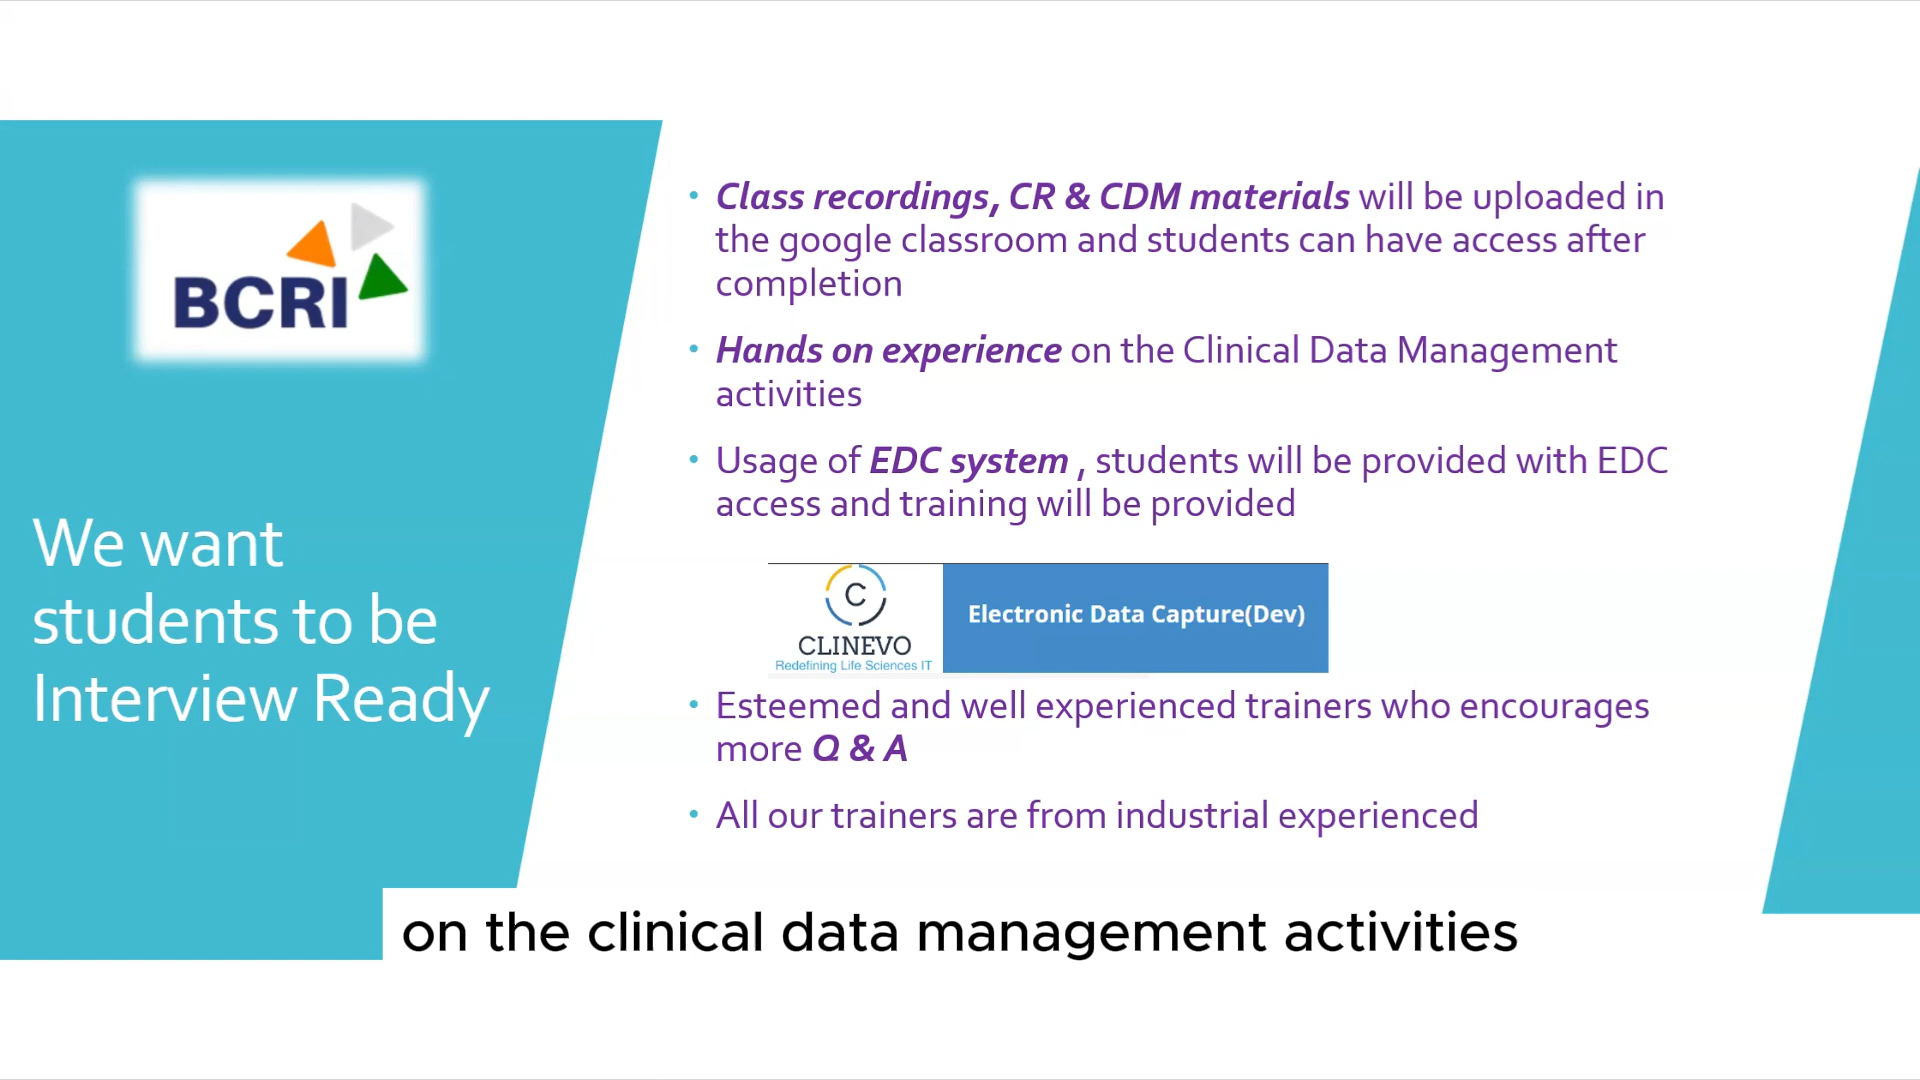 BCRI
We want
students to be
Interview Ready
• Class recordings, CR & CDM materials will be uploaded in
the google classroom and students can have access after
completion
• Hands on experience on the Clinical Data Management
activities
• Usage of EDC system , students will be provided with EDC
access and training will be provided
C
CLINEVO
Redefining Life Sciences IT
Electronic Data Capture(Dev)
• Esteemed and well experienced trainers who encourages
more Q & A
• All our trainers are from industrial experienced
on the clinical data management activities